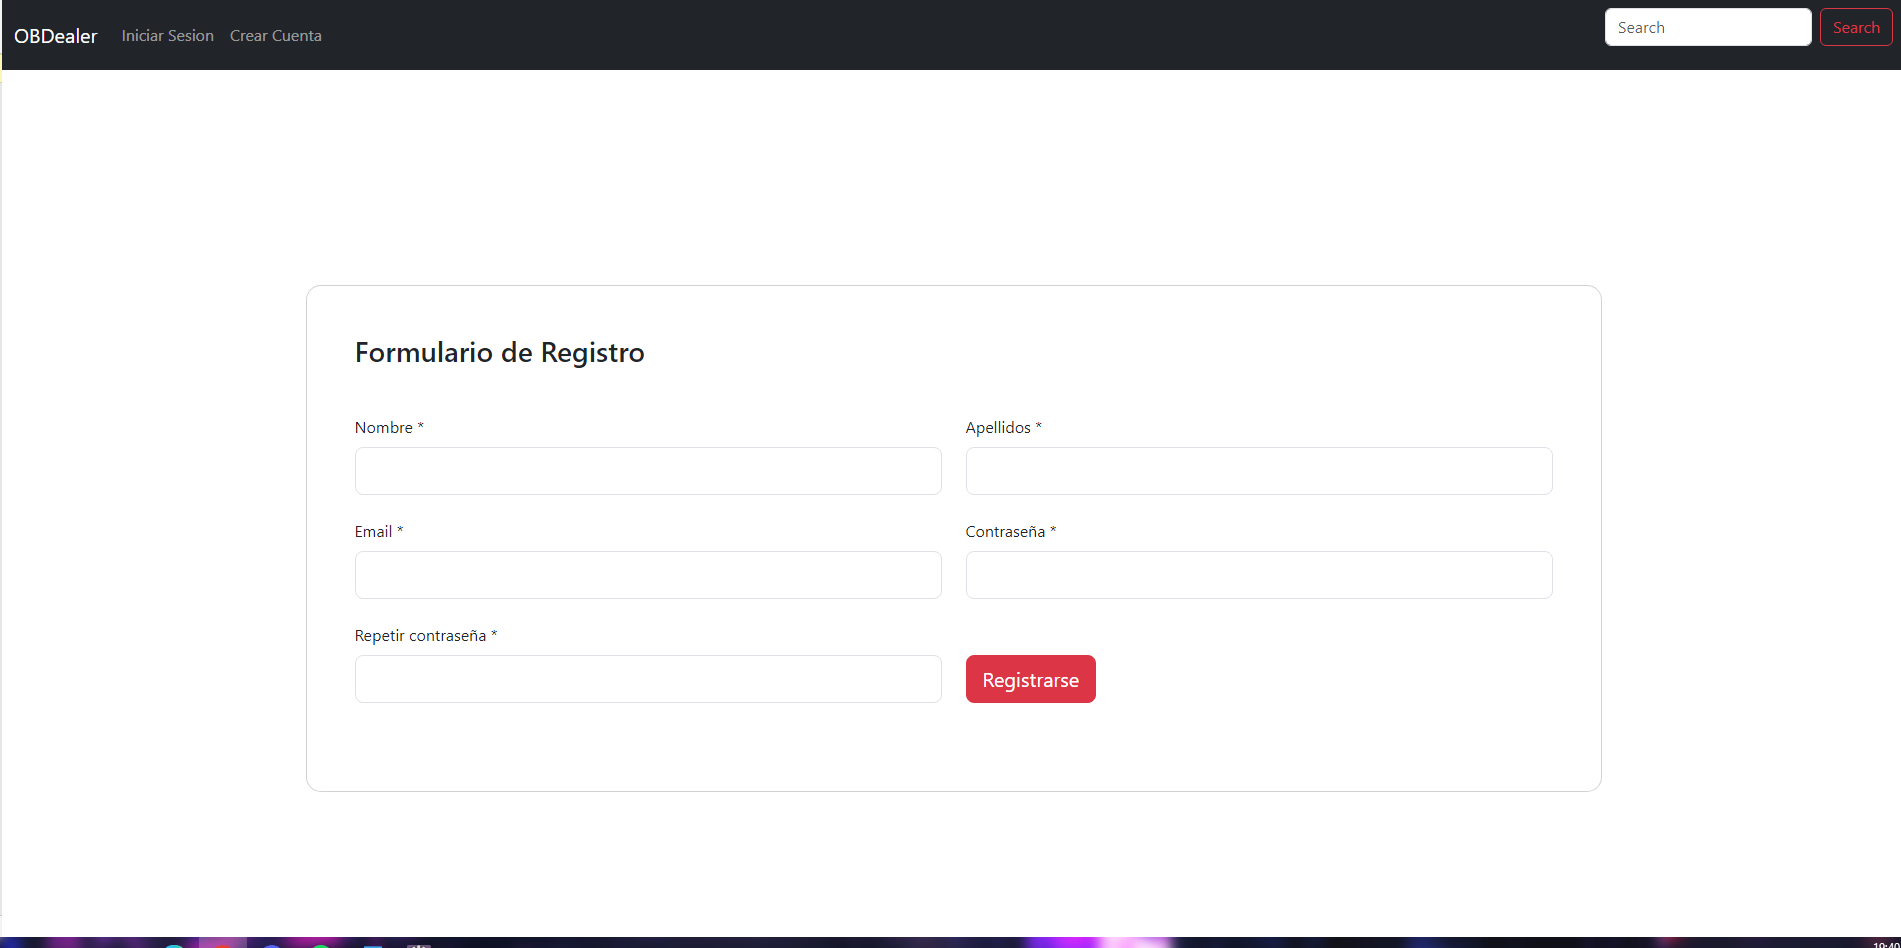 OBDealer Iniciar Sesion Crear Cuenta Search Search
Formulario de Registro
Nombre * Apellidos *
Email * Contraseña *
Repetir contraseña *
Registrarse